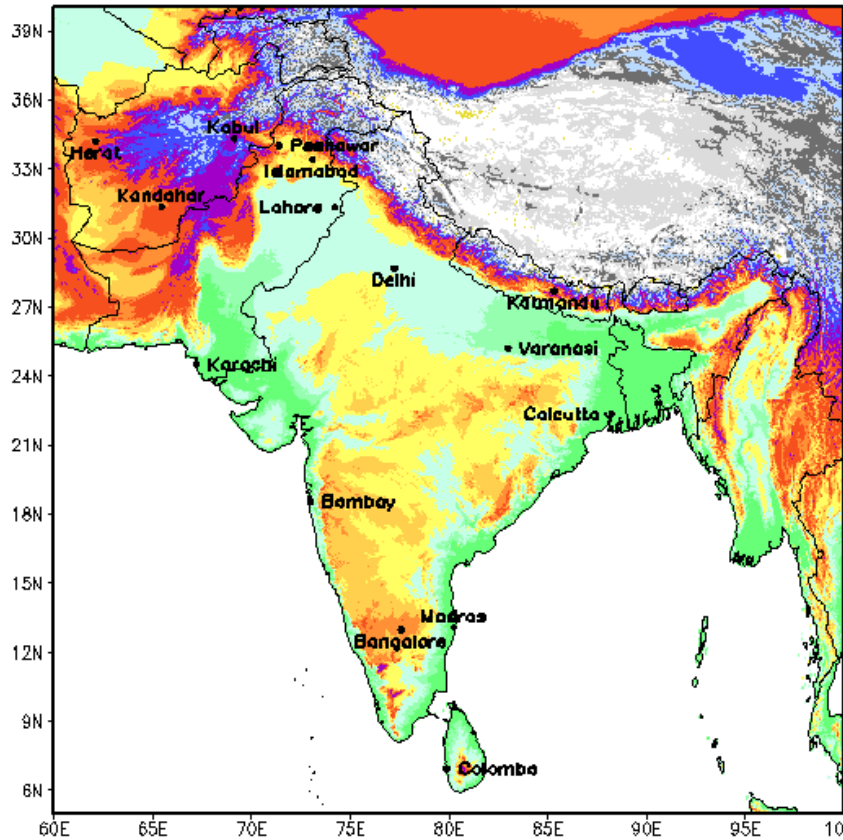 39N
36N
Kabul
Peshawar
Herat
33N
Islamabad
Kandahar
Lahore
30N
Delhi
27N
Katmandu
Varanasi
Karachi
24N
Calcutta
21N
Bombay
18N
15N
Madras
12N
Bangalore
9N
Colombo
6N
60E 65E 70E 75E 80E 85E 90E 95E 10